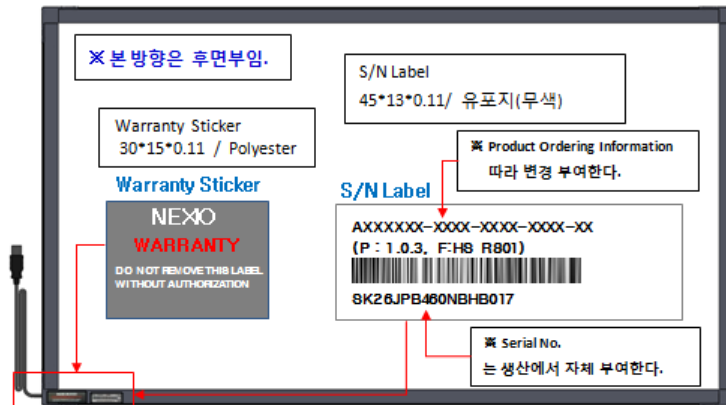 ※ 본 방향은 후면부임.
S/N Label
45*13*0.11/ 유포지(무색)
Warranty Sticker
30*15*0.11 / Polyester
※ Product Ordering Information
따라 변경 부여한다.
Warranty Sticker
S/N Label
NEXIO
WARRANTY
DO NOT REMOVE THIS LABEL
WITHOUT AUTHORIZATION
AXXXXXX-XXXX-XXXX-XXXX-XX
(P : 1.0.3, F:H8 R801)
8K26JPB460NBHB017
※ Serial No.
는 생산에서 자체 부여한다.